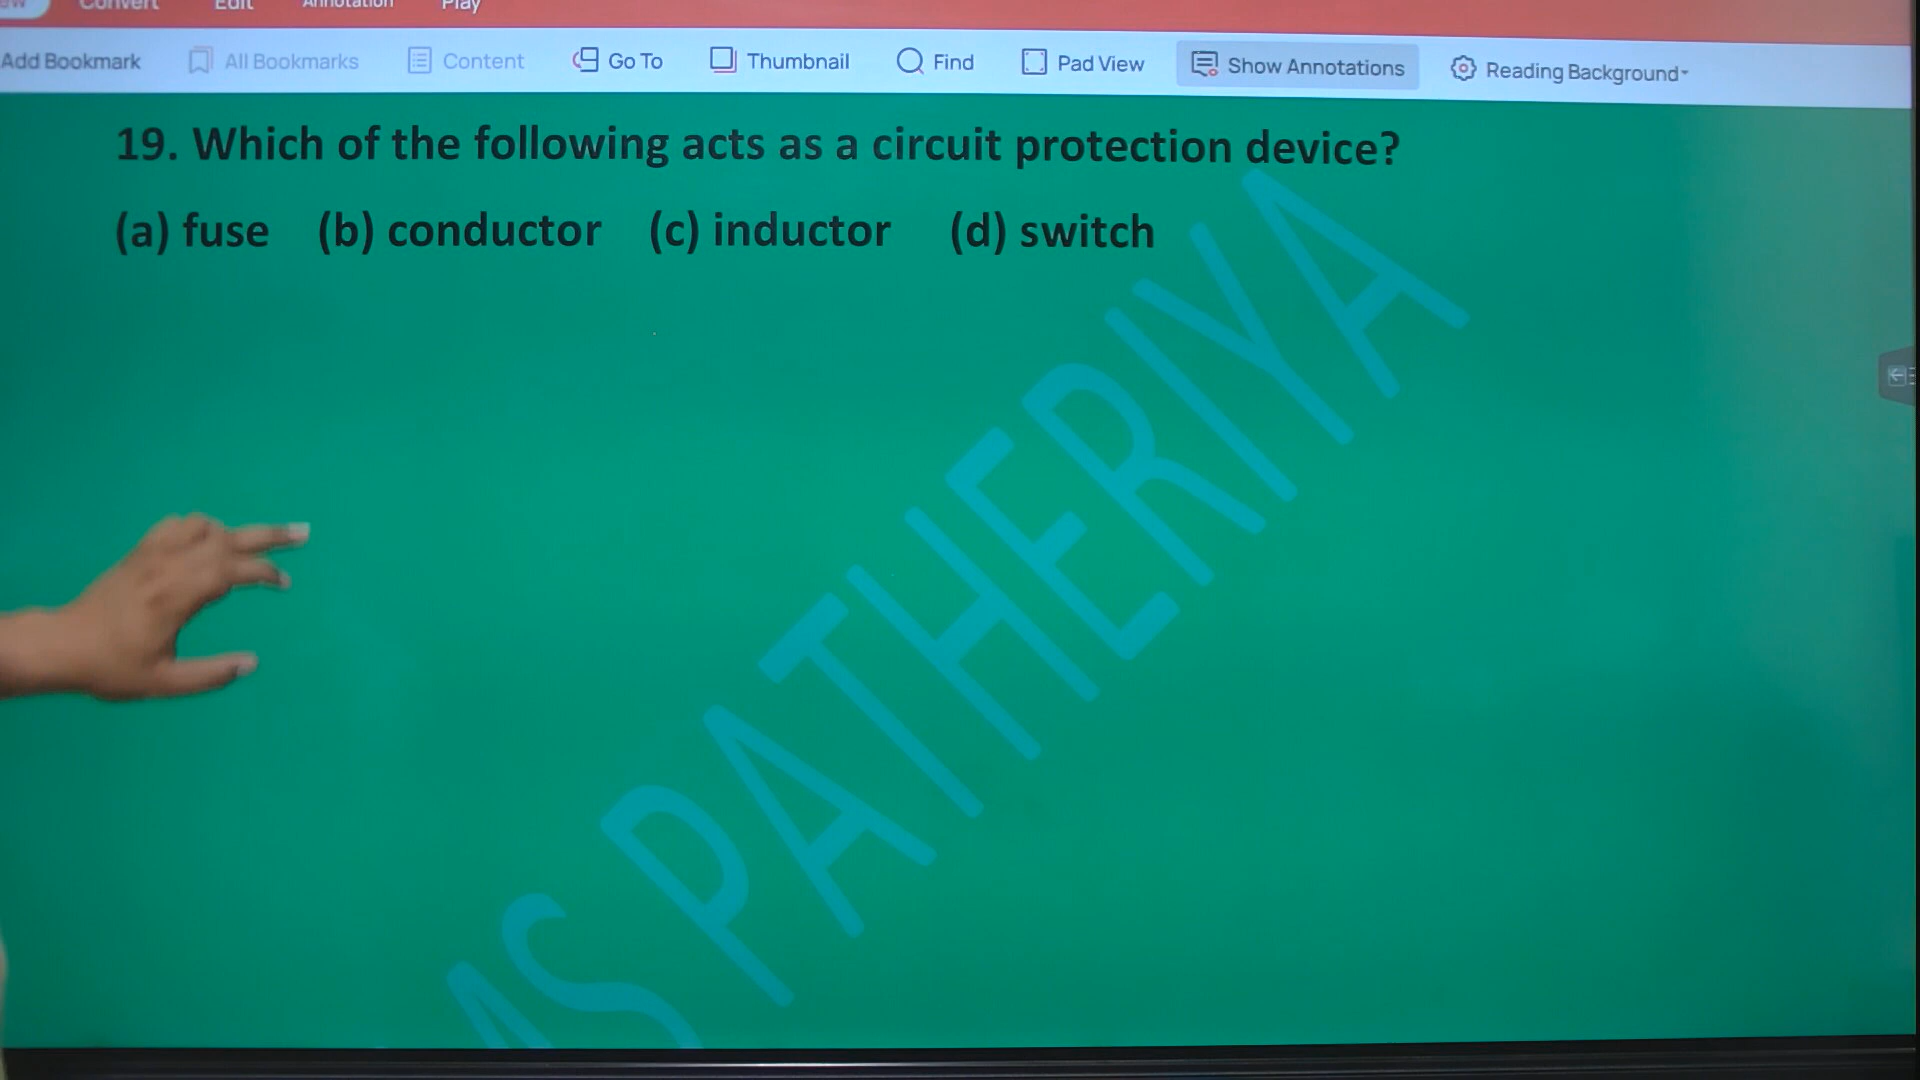 Convert Edit Annotation Play
Add Bookmark All Bookmarks Content Go To Thumbnail Find Pad View Show Annotations Reading Background
19. Which of the following acts as a circuit protection device?
(a) fuse (b) conductor (c) inductor (d) switch
MS PATHERIYA